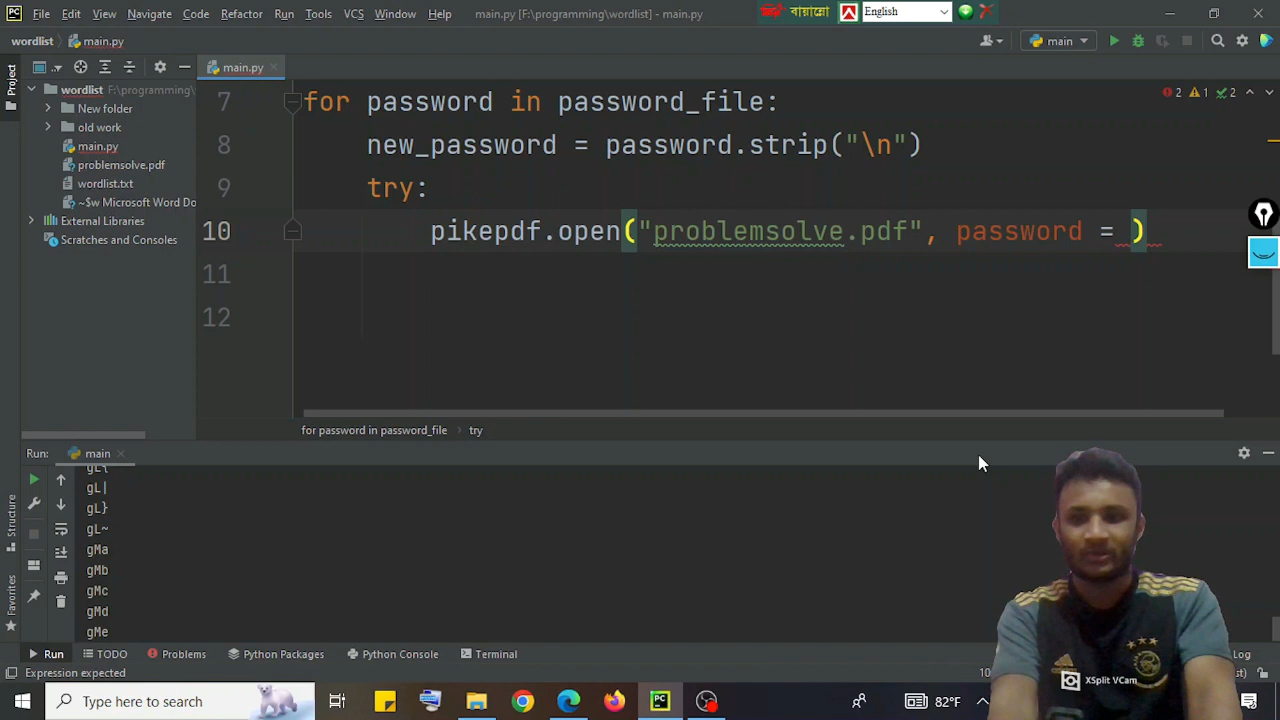 File Edit View Navigate Code Refactor Run Tools VCS Window main.py [F:\programming\wordlist] - main.py বায়ান্নো English
wordlist main.py main
Project main.py
wordlist F:\programming\
New folder
old work
main.py
problemsolve.pdf
wordlist.txt
~$w Microsoft Word Do
External Libraries
Scratches and Consoles
2 1 2
7 for password in password_file:
8 new_password = password.strip("\n")
9 try:
10 pikepdf.open("problemsolve.pdf", password = )
11
12
for password in password_file › try
Run: main
gL|
gL}
gL~
gMa
gMb
gMc
gMd
gMe
Structure
Favorites
Run TODO Problems Python Packages Python Console Terminal Log
Expression expected 10
XSplit VCam
Type here to search 82°F